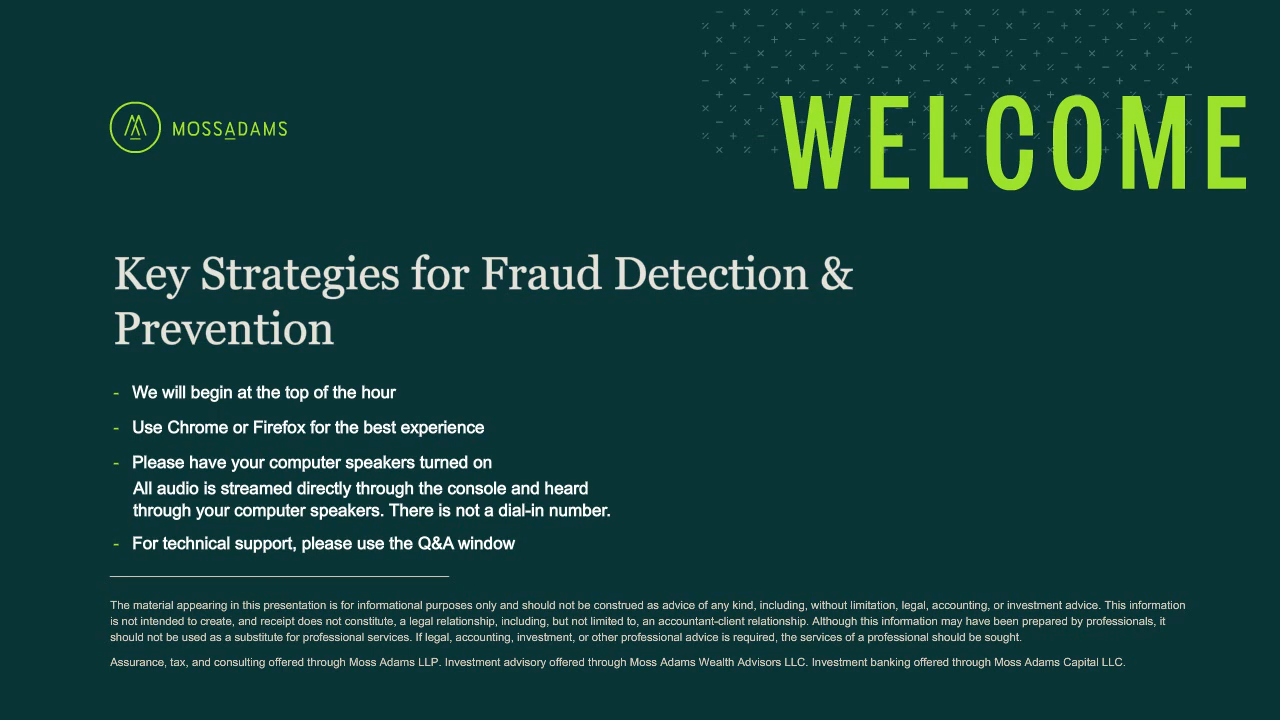 MOSSADAMS
WELCOME
Key Strategies for Fraud Detection &
Prevention
- We will begin at the top of the hour
- Use Chrome or Firefox for the best experience
- Please have your computer speakers turned on
All audio is streamed directly through the console and heard
through your computer speakers. There is not a dial-in number.
- For technical support, please use the Q&A window
The material appearing in this presentation is for informational purposes only and should not be construed as advice of any kind, including, without limitation, legal, accounting, or investment advice. This information
is not intended to create, and receipt does not constitute, a legal relationship, including, but not limited to, an accountant-client relationship. Although this information may have been prepared by professionals, it
should not be used as a substitute for professional services. If legal, accounting, investment, or other professional advice is required, the services of a professional should be sought.
Assurance, tax, and consulting offered through Moss Adams LLP. Investment advisory offered through Moss Adams Wealth Advisors LLC. Investment banking offered through Moss Adams Capital LLC.